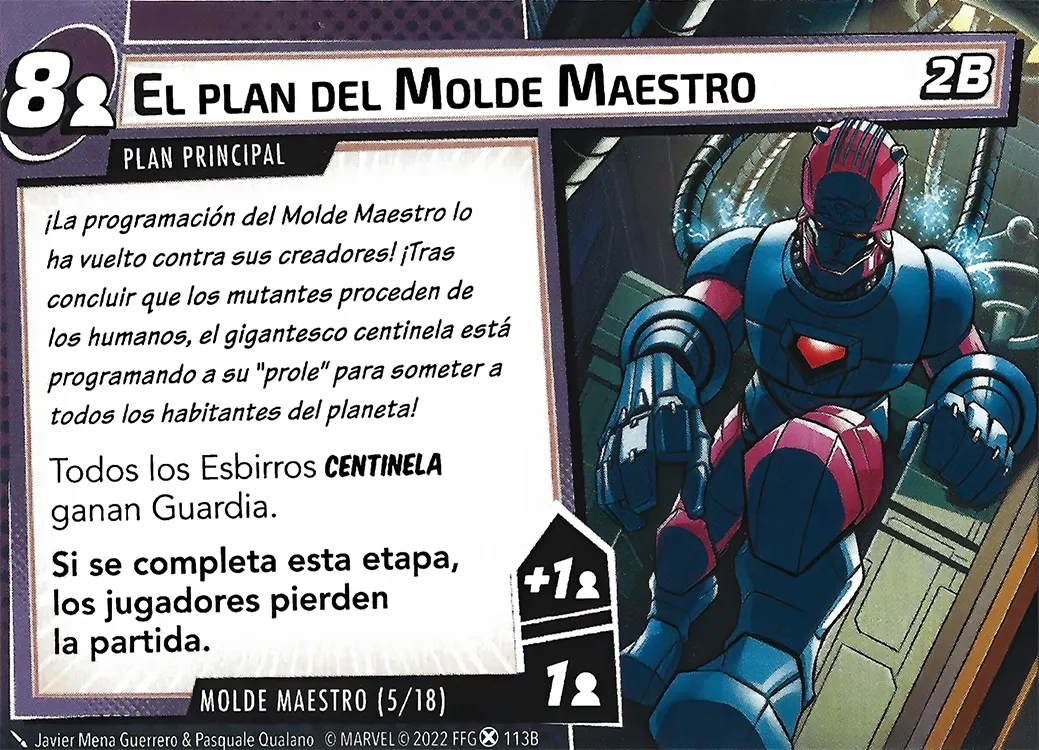 8
El plan del Molde Maestro
2B
PLAN PRINCIPAL
¡La programación del Molde Maestro lo
ha vuelto contra sus creadores! ¡Tras
concluir que los mutantes proceden de
los humanos, el gigantesco centinela está
programando a su "prole" para someter a
todos los habitantes del planeta!
Todos los Esbirros CENTINELA
ganan Guardia.
Si se completa esta etapa,
los jugadores pierden
la partida.
+1
1
MOLDE MAESTRO (5/18)
Javier Mena Guerrero & Pasquale Qualano © MARVEL © 2022 FFG 113B